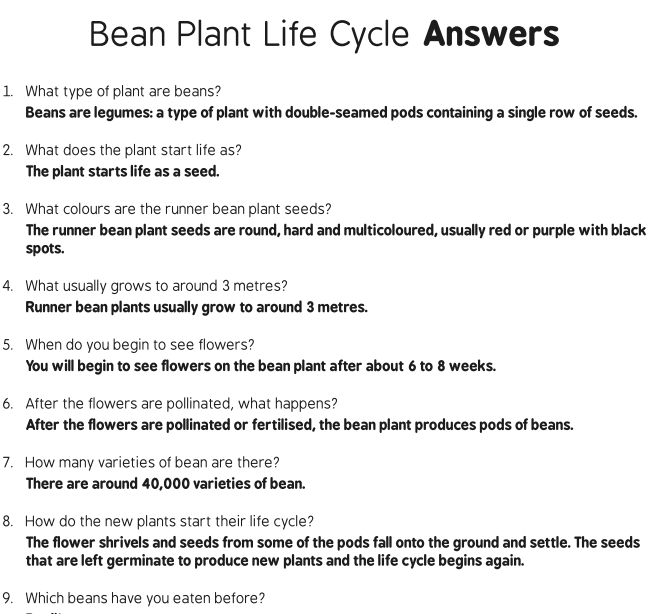 Bean Plant Life Cycle Answers
1. What type of plant are beans?
Beans are legumes: a type of plant with double-seamed pods containing a single row of seeds.
2. What does the plant start life as?
The plant starts life as a seed.
3. What colours are the runner bean plant seeds?
The runner bean plant seeds are round, hard and multicoloured, usually red or purple with black
spots.
4. What usually grows to around 3 metres?
Runner bean plants usually grow to around 3 metres.
5. When do you begin to see flowers?
You will begin to see flowers on the bean plant after about 6 to 8 weeks.
6. After the flowers are pollinated, what happens?
After the flowers are pollinated or fertilised, the bean plant produces pods of beans.
7. How many varieties of bean are there?
There are around 40,000 varieties of bean.
8. How do the new plants start their life cycle?
The flower shrivels and seeds from some of the pods fall onto the ground and settle. The seeds
that are left germinate to produce new plants and the life cycle begins again.
9. Which beans have you eaten before?